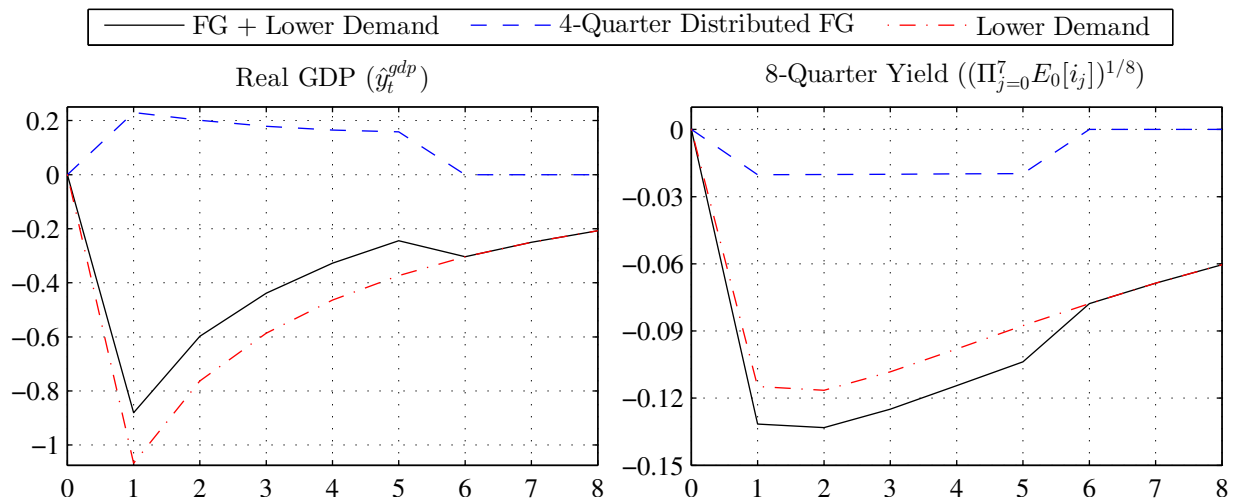 FG + Lower Demand 4-Quarter Distributed FG Lower Demand
Real GDP (ŷ_t^{gdp})
8-Quarter Yield ((Π_{j=0}^7 E_0[i_j])^{1/8})
0.2
0
−0.2
−0.4
−0.6
−0.8
−1
0 1 2 3 4 5 6 7 8
0
−0.03
−0.06
−0.09
−0.12
−0.15
0 1 2 3 4 5 6 7 8